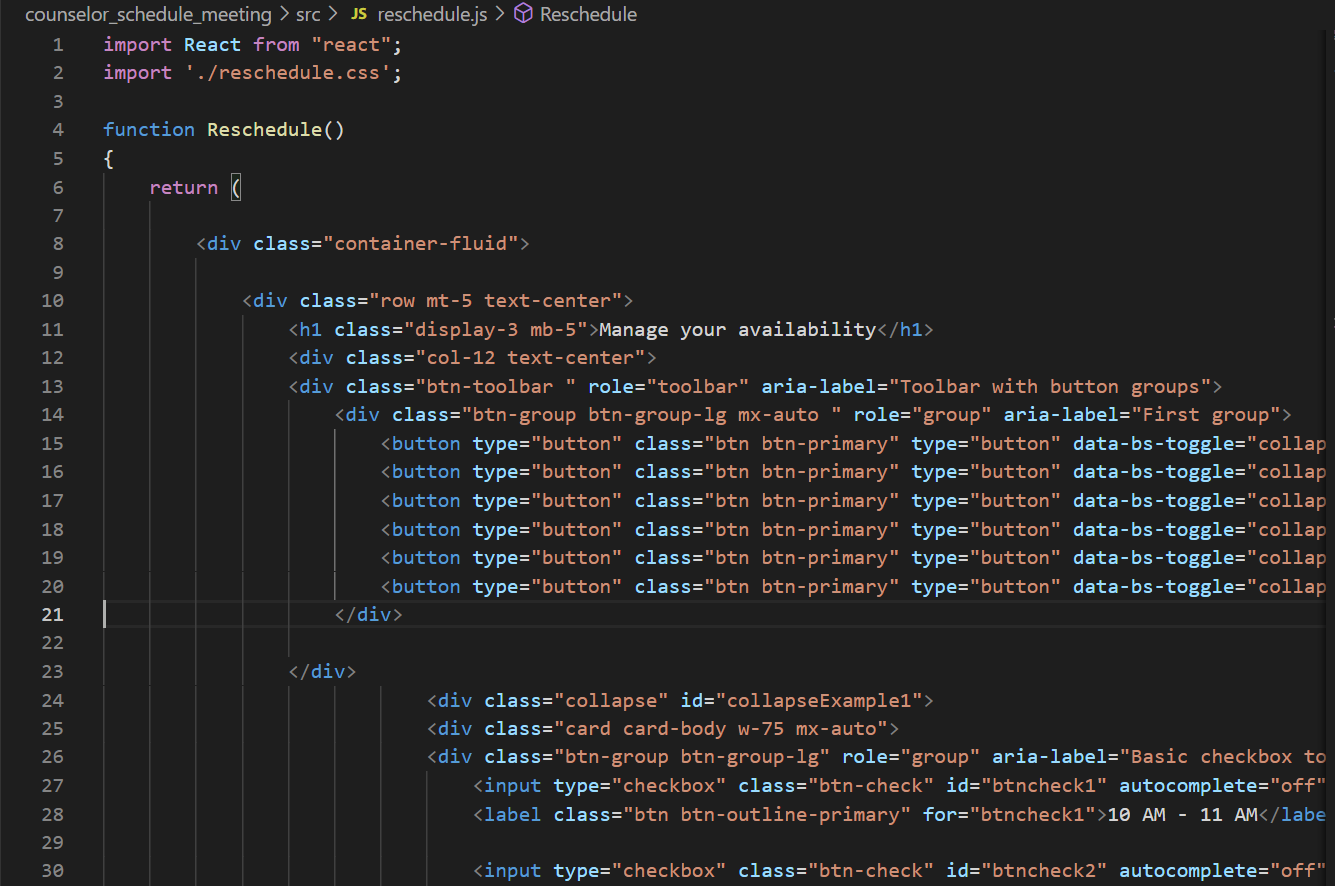 counselor_schedule_meeting > src > JS reschedule.js > Reschedule
1 import React from "react";
2 import './reschedule.css';
3
4 function Reschedule()
5 {
6 return (
7
8 <div class="container-fluid">
9
10 <div class="row mt-5 text-center">
11 <h1 class="display-3 mb-5">Manage your availability</h1>
12 <div class="col-12 text-center">
13 <div class="btn-toolbar " role="toolbar" aria-label="Toolbar with button groups">
14 <div class="btn-group btn-group-lg mx-auto " role="group" aria-label="First group">
15 <button type="button" class="btn btn-primary" type="button" data-bs-toggle="collap
16 <button type="button" class="btn btn-primary" type="button" data-bs-toggle="collap
17 <button type="button" class="btn btn-primary" type="button" data-bs-toggle="collap
18 <button type="button" class="btn btn-primary" type="button" data-bs-toggle="collap
19 <button type="button" class="btn btn-primary" type="button" data-bs-toggle="collap
20 <button type="button" class="btn btn-primary" type="button" data-bs-toggle="collap
21 </div>
22
23 </div>
24 <div class="collapse" id="collapseExample1">
25 <div class="card card-body w-75 mx-auto">
26 <div class="btn-group btn-group-lg" role="group" aria-label="Basic checkbox to
27 <input type="checkbox" class="btn-check" id="btncheck1" autocomplete="off"
28 <label class="btn btn-outline-primary" for="btncheck1">10 AM - 11 AM</labe
29
30 <input type="checkbox" class="btn-check" id="btncheck2" autocomplete="off"